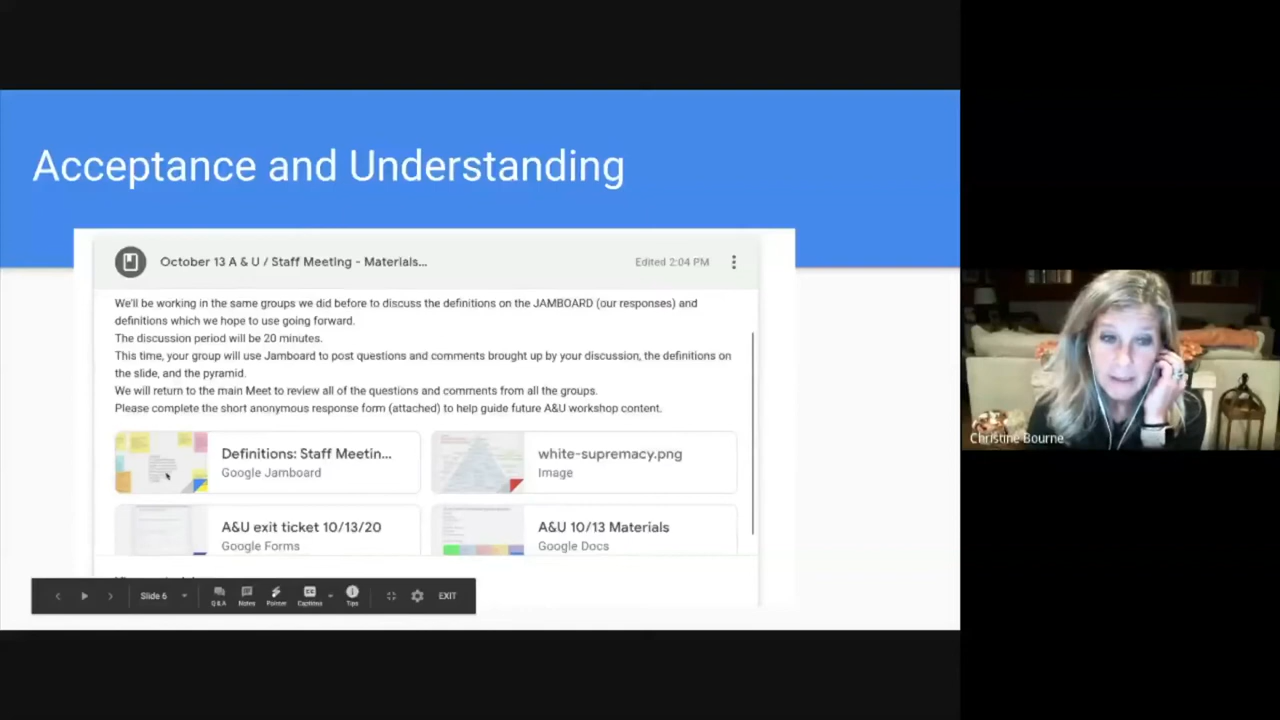 Acceptance and Understanding
October 13 A & U / Staff Meeting - Materials...
Edited 2:04 PM
We'll be working in the same groups we did before to discuss the definitions on the JAMBOARD (our responses) and
definitions which we hope to use going forward.
The discussion period will be 20 minutes.
This time, your group will use Jamboard to post questions and comments brought up by your discussion, the definitions on
the slide, and the pyramid.
We will return to the main Meet to review all of the questions and comments from all the groups.
Please complete the short anonymous response form (attached) to help guide future A&U workshop content.
Definitions: Staff Meetin...
Google Jamboard
white-supremacy.png
Image
A&U exit ticket 10/13/20
Google Forms
A&U 10/13 Materials
Google Docs
Slide 6
Q&A
Notes
Pointer
Captions
Tips
EXIT
Christine Bourne